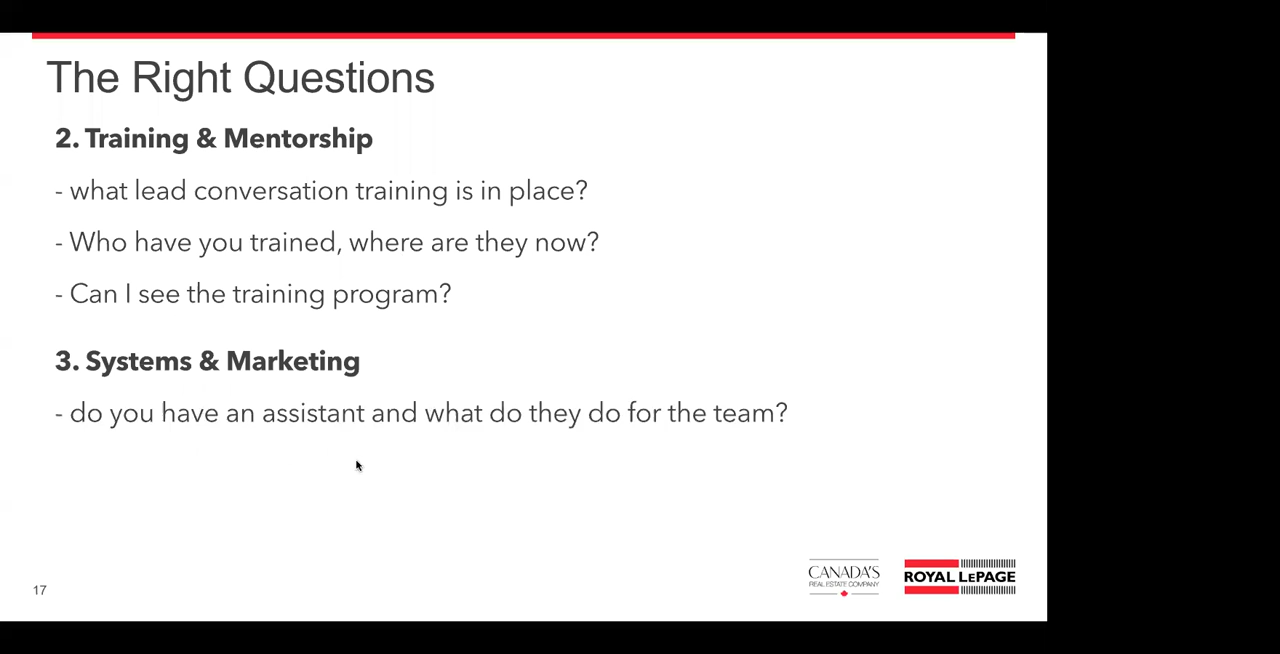 The Right Questions
2. Training & Mentorship
- what lead conversation training is in place?
- Who have you trained, where are they now?
- Can I see the training program?
3. Systems & Marketing
- do you have an assistant and what do they do for the team?
17
CANADA'S
REAL ESTATE COMPANY
ROYAL LEPAGE